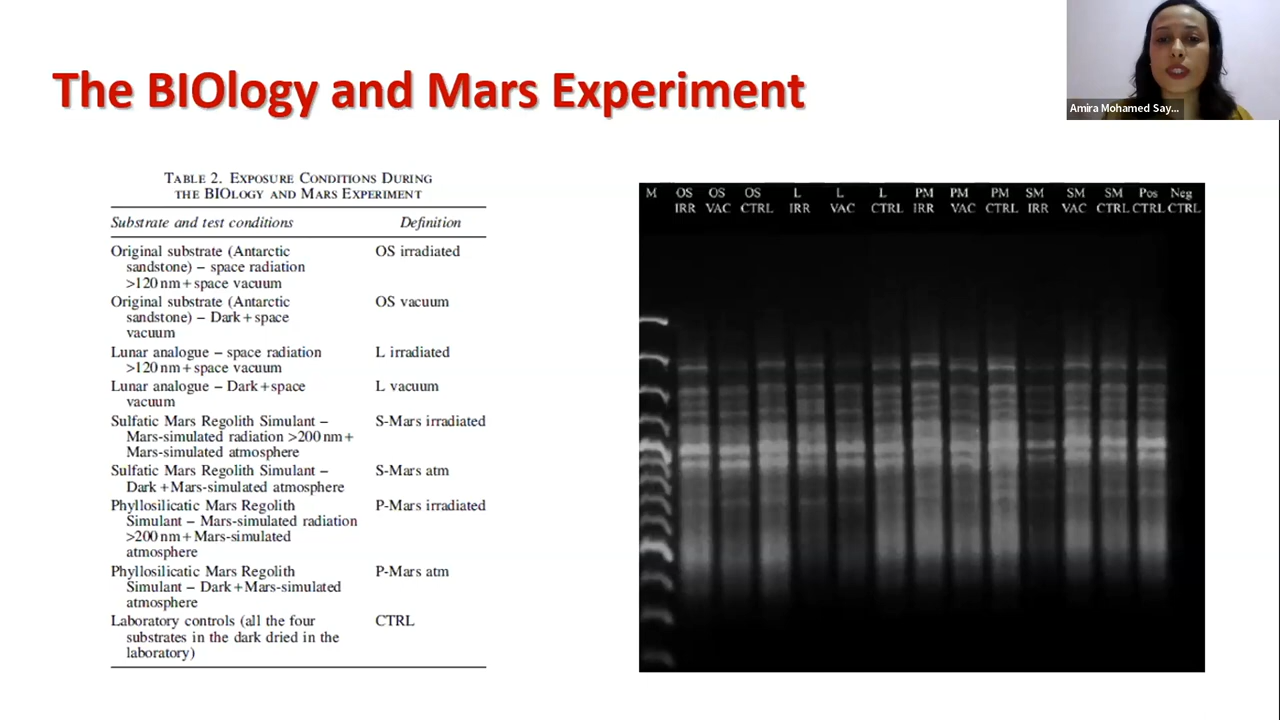 The BIOlogy and Mars Experiment
Amira Mohamed Say...
TABLE 2. EXPOSURE CONDITIONS DURING
THE BIOLOGY AND MARS EXPERIMENT
Substrate and test conditions Definition
Original substrate (Antarctic OS irradiated
sandstone) – space radiation
>120 nm + space vacuum
Original substrate (Antarctic OS vacuum
sandstone) – Dark + space
vacuum
Lunar analogue – space radiation L irradiated
>120 nm + space vacuum
Lunar analogue – Dark + space L vacuum
vacuum
Sulfatic Mars Regolith Simulant – S-Mars irradiated
Mars-simulated radiation >200 nm +
Mars-simulated atmosphere
Sulfatic Mars Regolith Simulant – S-Mars atm
Dark + Mars-simulated atmosphere
Phyllosilicatic Mars Regolith P-Mars irradiated
Simulant – Mars-simulated radiation
>200 nm + Mars-simulated
atmosphere
Phyllosilicatic Mars Regolith P-Mars atm
Simulant – Dark + Mars-simulated
atmosphere
Laboratory controls (all the four CTRL
substrates in the dark dried in the
laboratory)
M OS OS OS L L L PM PM PM SM SM SM Pos Neg
IRR VAC CTRL IRR VAC CTRL IRR VAC CTRL IRR VAC CTRL CTRL CTRL